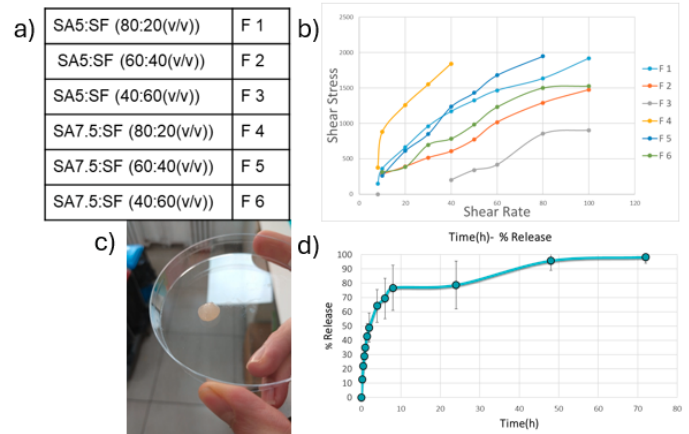 a)
SA5:SF (80:20(v/v)) F 1
SA5:SF (60:40(v/v)) F 2
SA5:SF (40:60(v/v)) F 3
SA7.5:SF (80:20(v/v)) F 4
SA7.5:SF (60:40(v/v)) F 5
SA7.5:SF (40:60(v/v)) F 6
b)
Shear Stress
2500
2000
1500
1000
500
0
0 20 40 60 80 100 120
Shear Rate
F 1
F 2
F 3
F 4
F 5
F 6
c)
d)
Time(h)- % Release
% Release
100
90
80
70
60
50
40
30
20
10
0
0 10 20 30 40 50 60 70 80
Time(h)